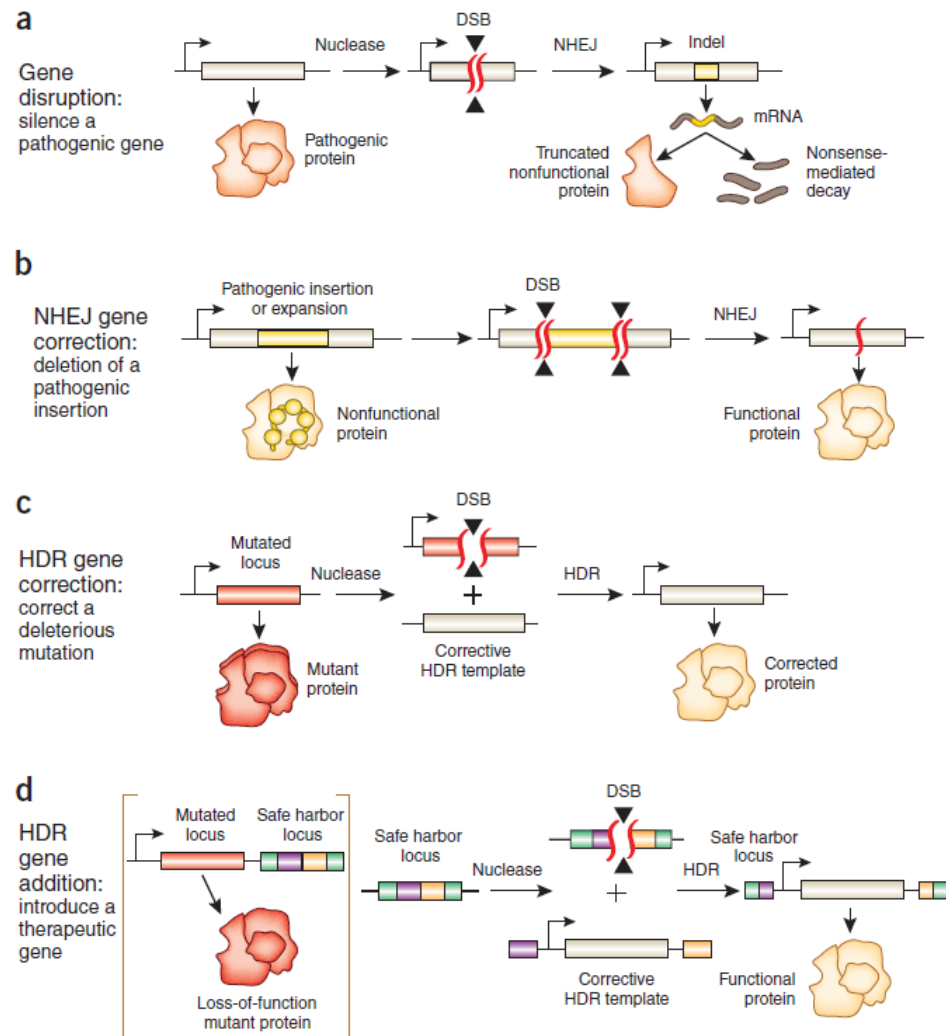 a
Gene
disruption:
silence a
pathogenic gene
Nuclease
DSB
NHEJ
Indel
Pathogenic
protein
mRNA
Truncated
nonfunctional
protein
Nonsense-
mediated
decay
b
NHEJ gene
correction:
deletion of a
pathogenic
insertion
Pathogenic insertion
or expansion
DSB
NHEJ
Nonfunctional
protein
Functional
protein
c
HDR gene
correction:
correct a
deleterious
mutation
Mutated
locus
Nuclease
DSB
+
HDR
Mutant
protein
Corrective
HDR template
Corrected
protein
d
HDR
gene
addition:
introduce a
therapeutic
gene
Mutated
locus
Safe harbor
locus
Loss-of-function
mutant protein
Safe harbor
locus
Nuclease
DSB
+
HDR
Corrective
HDR template
Safe harbor
locus
Functional
protein